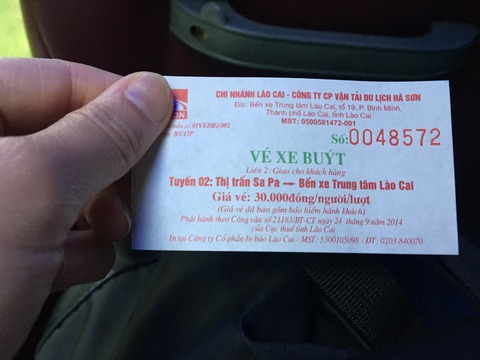 CHI NHÁNH LÀO CAI - CÔNG TY CP VẬN TẢI DU LỊCH HÀ SƠN
Đ/c: Bến xe Trung tâm Lào Cai, tổ 19, P. Bình Minh,
Thành phố Lào Cai, tỉnh Lào Cai
MST: 0500581472-001
số: 01VEDB2/002
BS/17P
Số: 0048572
VÉ XE BUÝT
Liên 2: Giao cho khách hàng
Tuyến 02: Thị trấn Sa Pa → Bến xe Trung tâm Lào Cai
Giá vé: 30.000đồng/người/lượt
(Giá vé đã bao gồm bảo hiểm hành khách)
Phát hành theo Công văn số 21183/BT-CT ngày 24 tháng 9 năm 2014
của Cục thuế tỉnh Lào Cai
In tại Công ty Cổ phần In báo Lào Cai - MST: 5300105098 - ĐT: 0203 840070